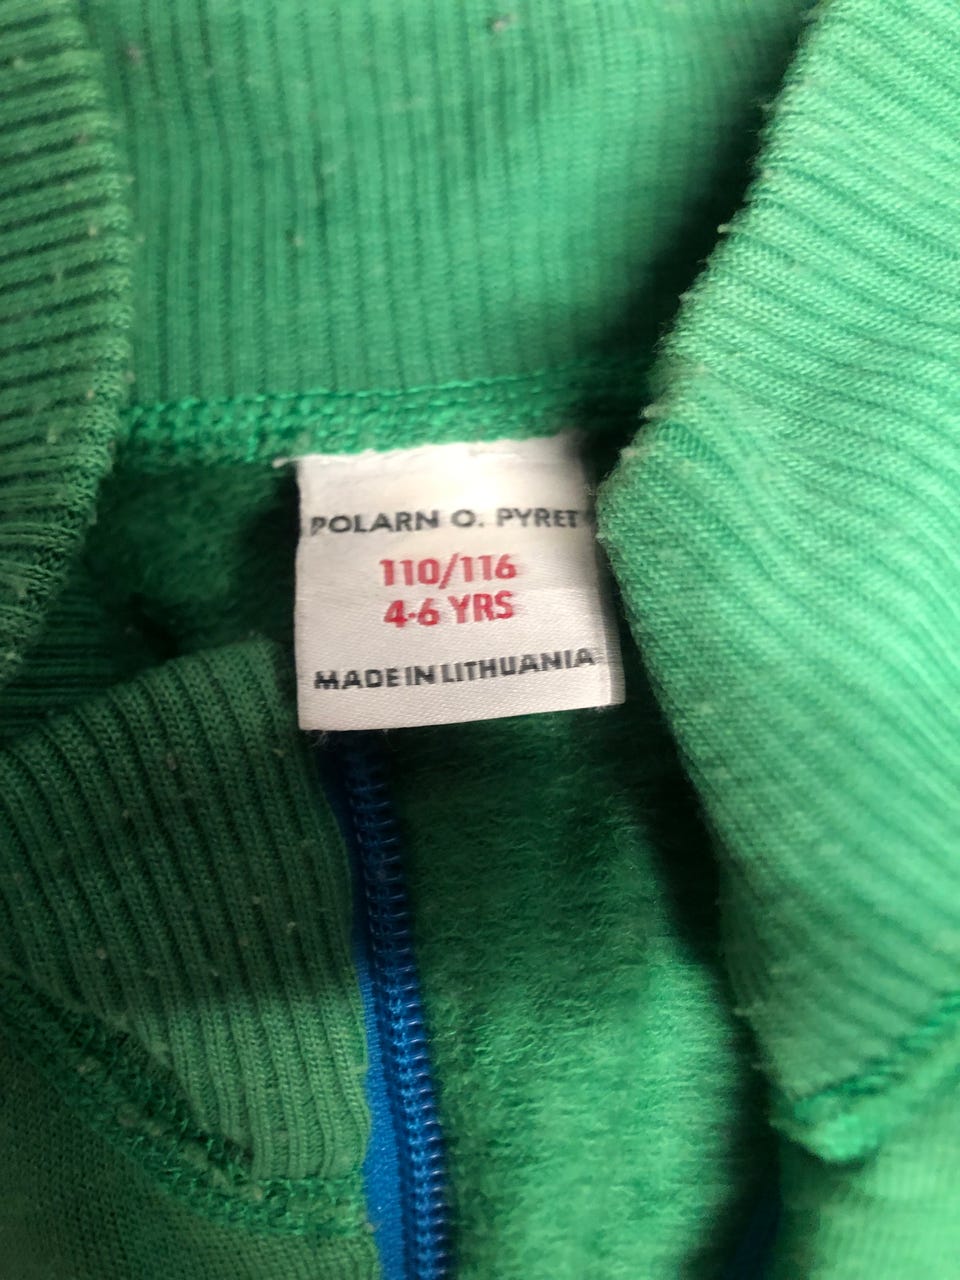 POLARN O. PYRET
110/116
4-6 YRS
MADE IN LITHUANIA